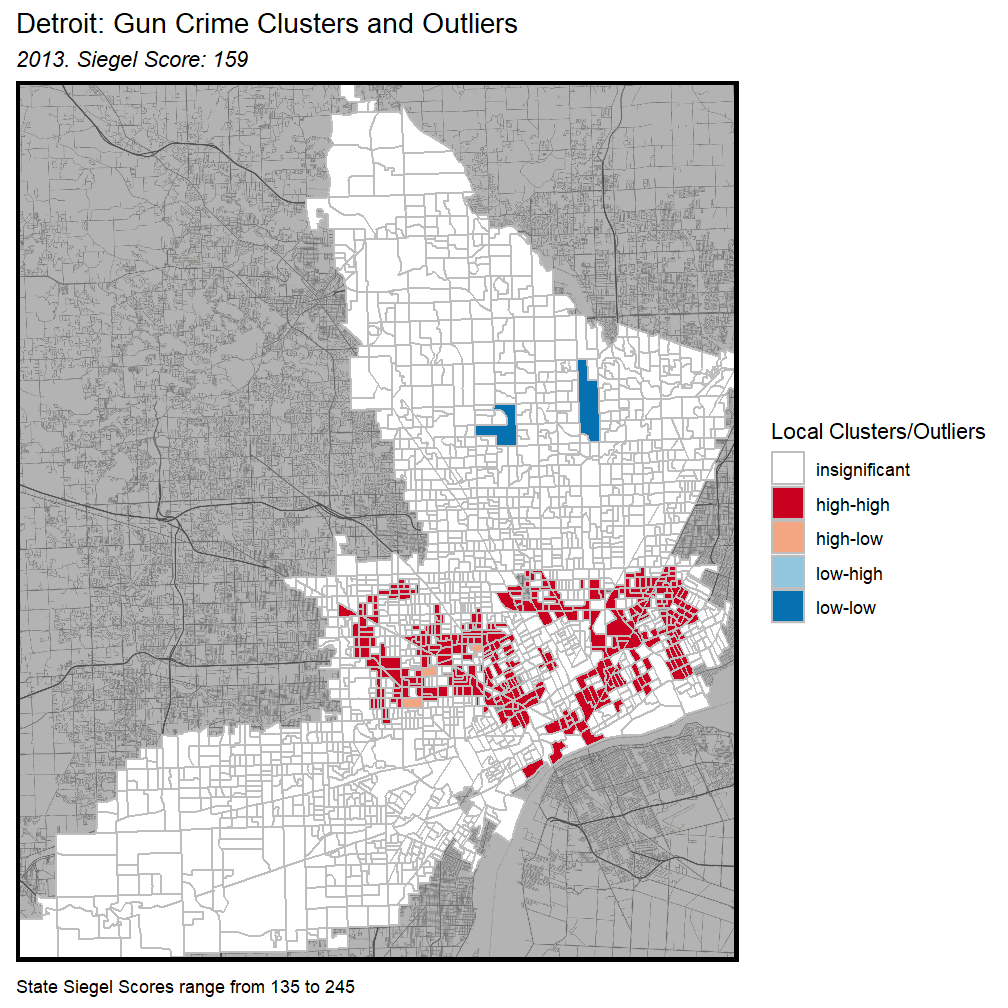 Detroit: Gun Crime Clusters and Outliers
2013. Siegel Score: 159
Local Clusters/Outliers
insignificant
high-high
high-low
low-high
low-low
State Siegel Scores range from 135 to 245